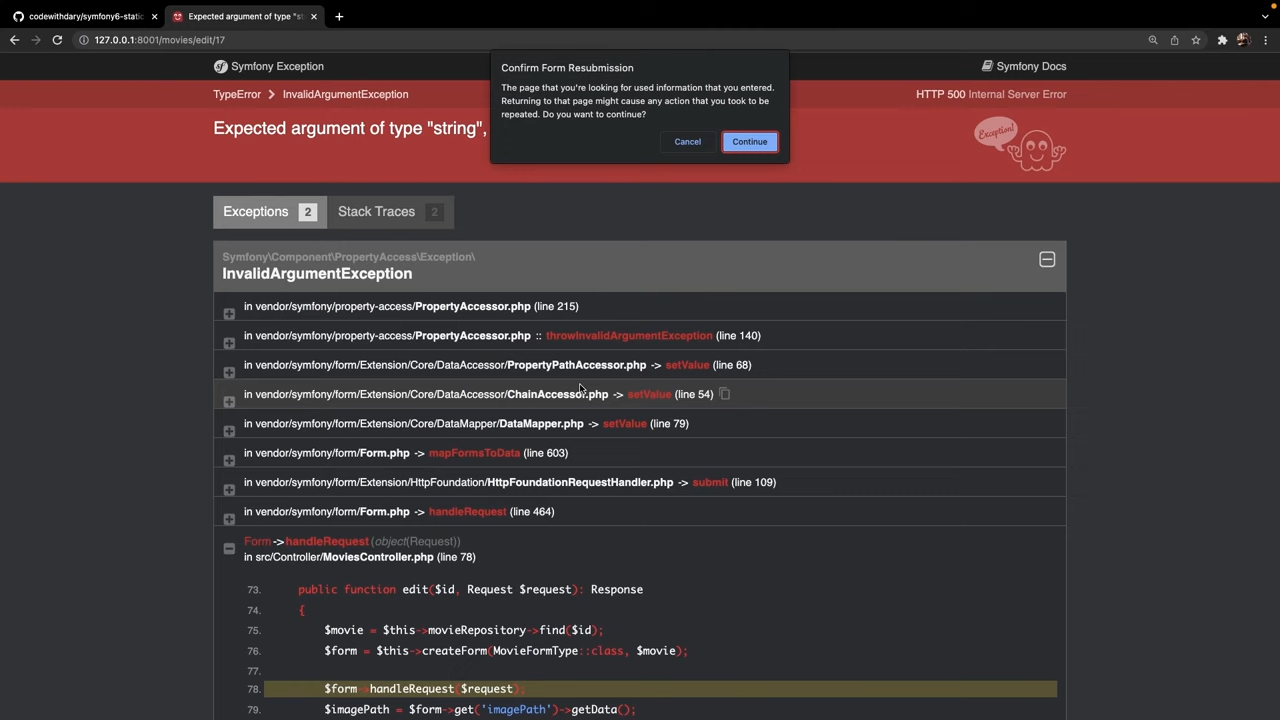 codewithdary/symfony6-static
Expected argument of type "st
127.0.0.1:8001/movies/edit/17
Confirm Form Resubmission
The page that you're looking for used information that you entered.
Returning to that page might cause any action that you took to be
repeated. Do you want to continue?
Cancel
Continue
Symfony Exception
Symfony Docs
TypeError
InvalidArgumentException
HTTP 500 Internal Server Error
Expected argument of type "string",
Exception!
Exceptions 2
Stack Traces 2
Symfony\Component\PropertyAccess\Exception\
InvalidArgumentException
in vendor/symfony/property-access/PropertyAccessor.php (line 215)
in vendor/symfony/property-access/PropertyAccessor.php :: throwInvalidArgumentException (line 140)
in vendor/symfony/form/Extension/Core/DataAccessor/PropertyPathAccessor.php -> setValue (line 68)
in vendor/symfony/form/Extension/Core/DataAccessor/ChainAccessor.php -> setValue (line 54)
in vendor/symfony/form/Extension/Core/DataMapper/DataMapper.php -> setValue (line 79)
in vendor/symfony/form/Form.php -> mapFormsToData (line 603)
in vendor/symfony/form/Extension/HttpFoundation/HttpFoundationRequestHandler.php -> submit (line 109)
in vendor/symfony/form/Form.php -> handleRequest (line 464)
Form->handleRequest(object(Request))
in src/Controller/MoviesController.php (line 78)
73. public function edit($id, Request $request): Response
74. {
75. $movie = $this->movieRepository->find($id);
76. $form = $this->createForm(MovieFormType::class, $movie);
77.
78. $form->handleRequest($request);
79. $imagePath = $form->get('imagePath')->getData();